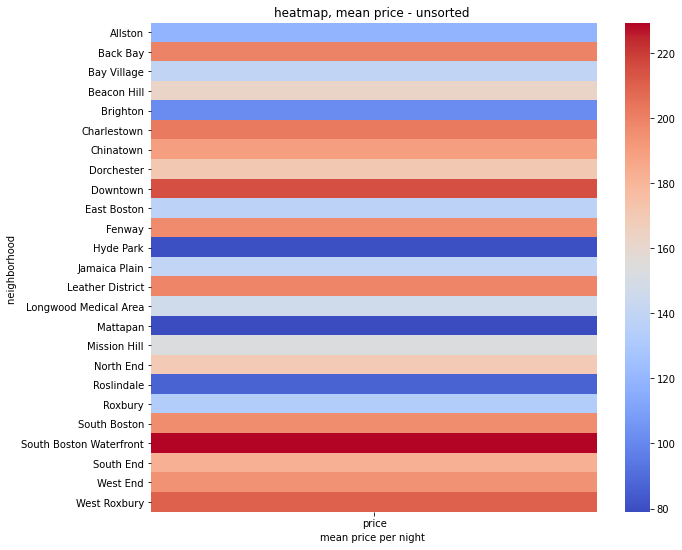 heatmap, mean price - unsorted
Allston
Back Bay
Bay Village
Beacon Hill
Brighton
Charlestown
Chinatown
Dorchester
Downtown
East Boston
Fenway
Hyde Park
Jamaica Plain
Leather District
Longwood Medical Area
Mattapan
Mission Hill
North End
Roslindale
Roxbury
South Boston
South Boston Waterfront
South End
West End
West Roxbury
neighborhood
price
mean price per night
220
200
180
160
140
120
100
80